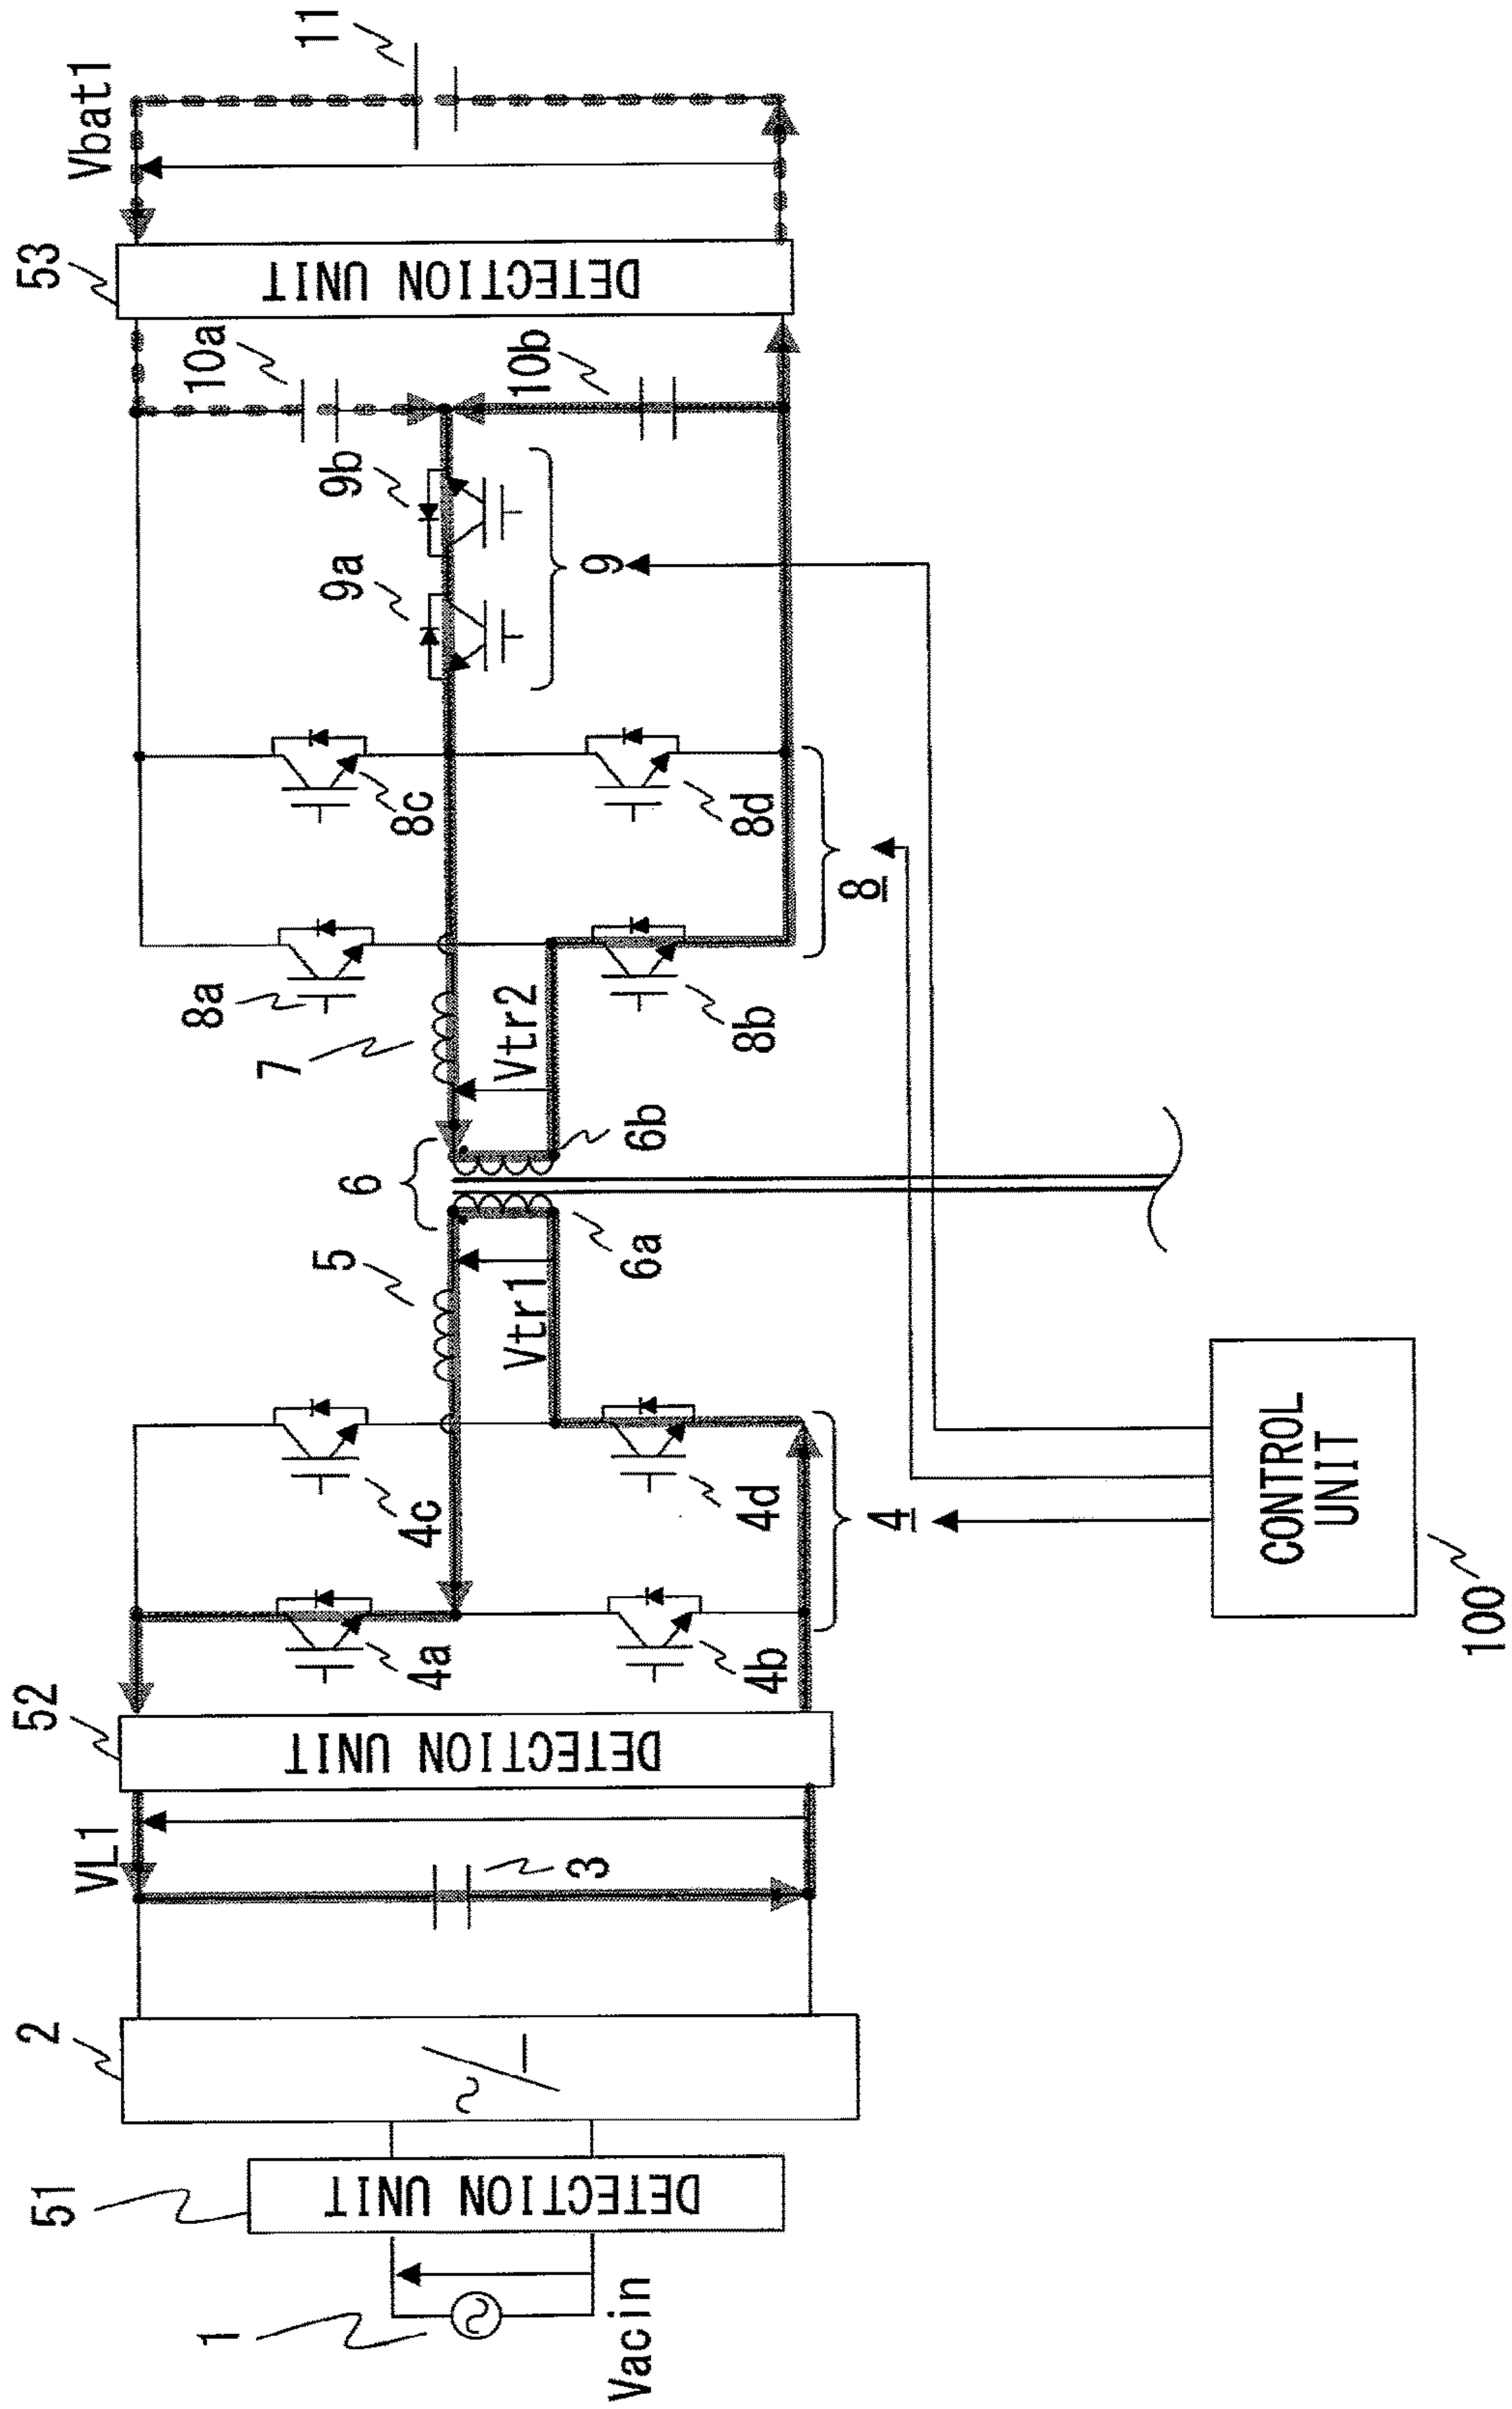 Vbat1
11
53
DETECTION UNIT
10a
10b
9b
9a
9
8c
8d
8a
8b
8
7
Vtr2
6
6b
6a
5
Vtr1
4c
4d
4a
4b
4
CONTROL
UNIT
100
52
DETECTION UNIT
VL1
3
2
51
DETECTION UNIT
1
Vacin